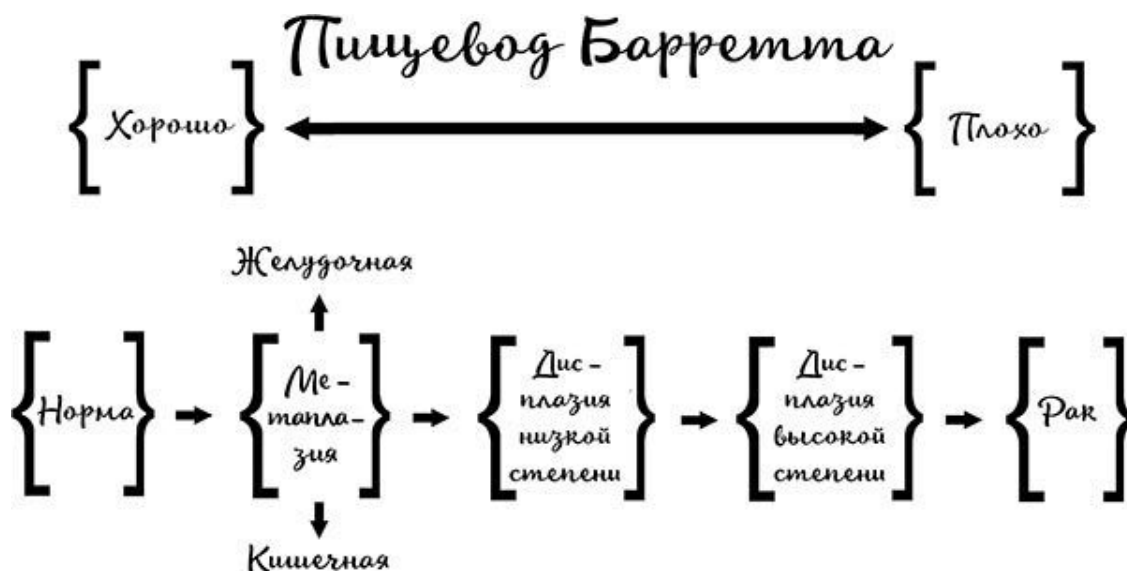 Пищевод Барретта
Хорошо
Плохо
Желудочная
Норма
Ме-
тапла-
зия
Дис-
плазия
низкой
степени
Дис-
плазия
высокой
степени
Рак
Кишечная